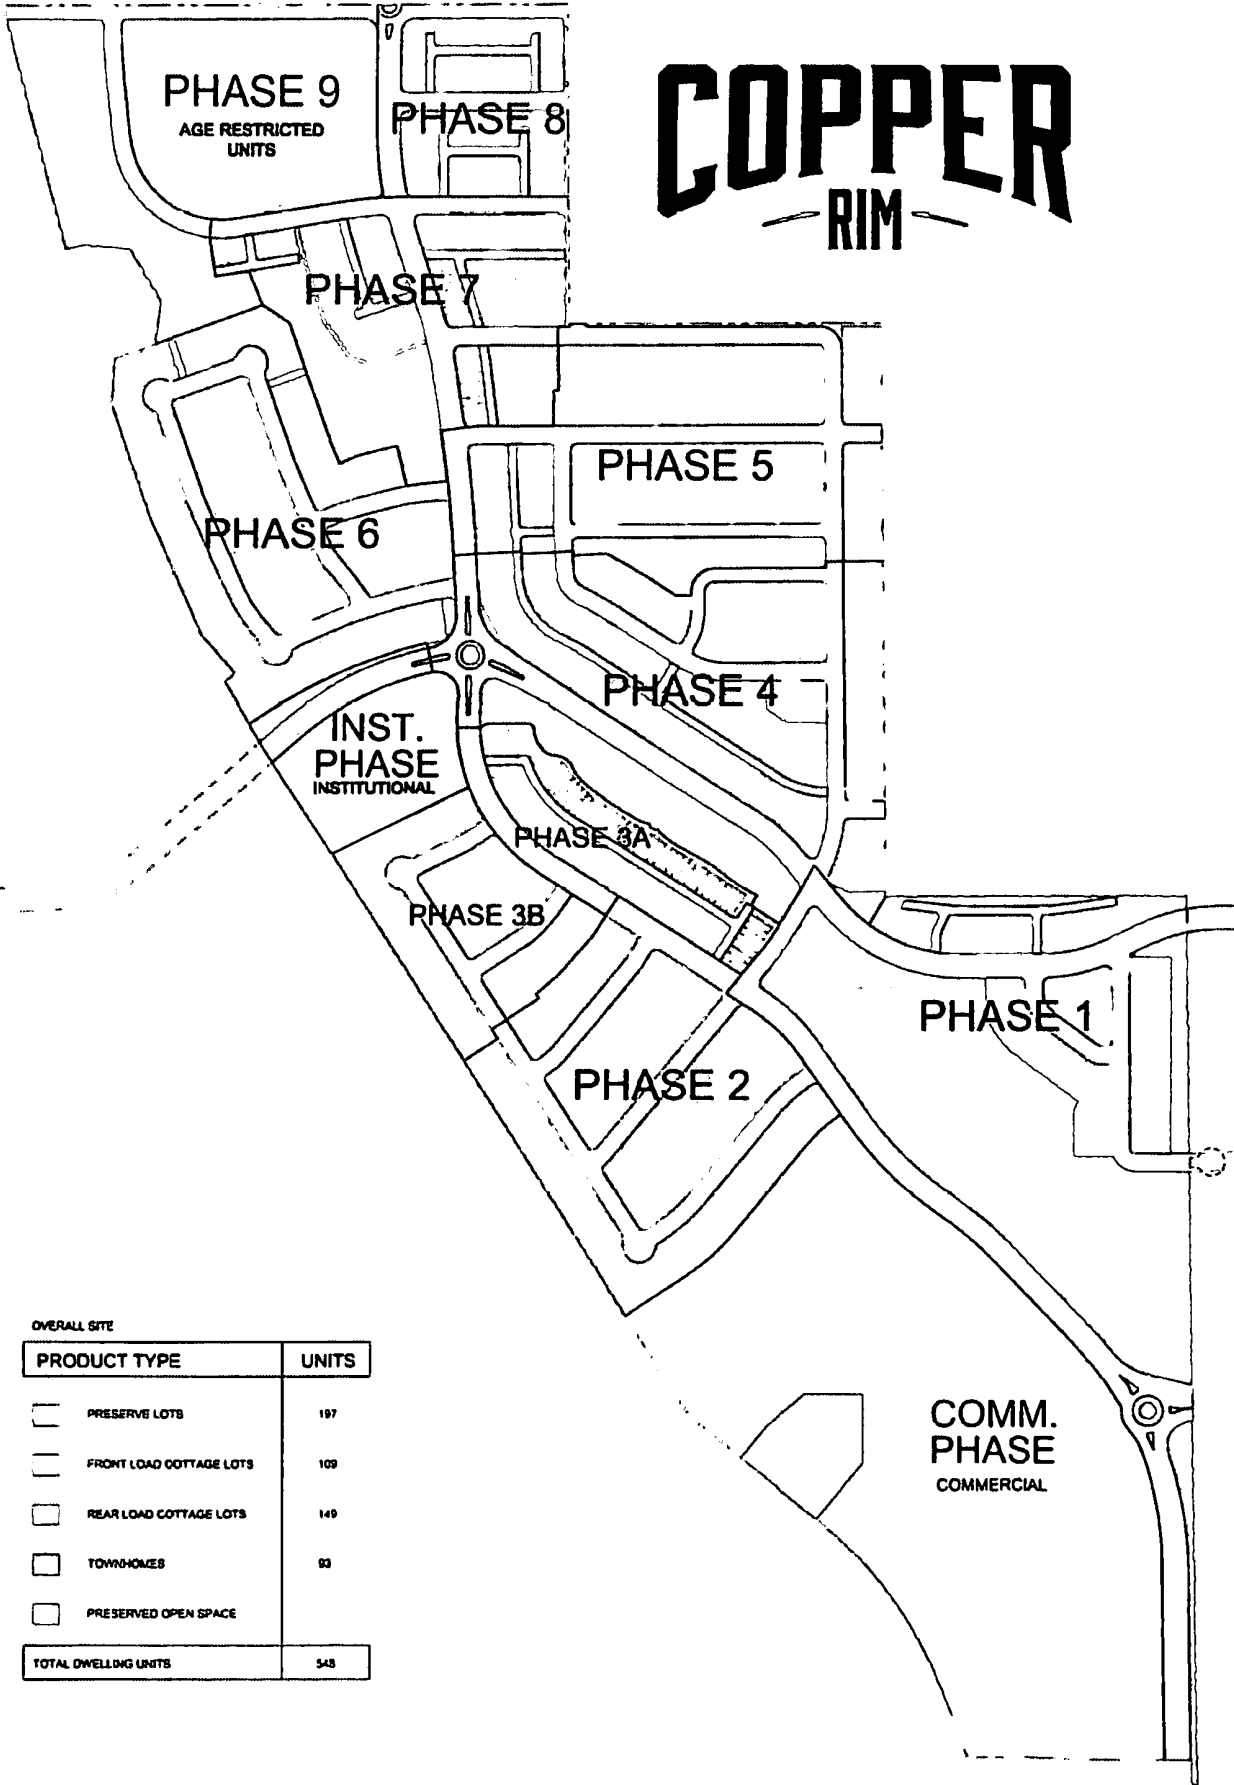 COPPER
RIM
PHASE 9
AGE RESTRICTED
UNITS
PHASE 8
PHASE 7
PHASE 5
PHASE 6
PHASE 4
INST.
PHASE
INSTITUTIONAL
PHASE 3A
PHASE 3B
PHASE 1
PHASE 2
COMM.
PHASE
COMMERCIAL
OVERALL SITE
PRODUCT TYPE UNITS
PRESERVE LOTS 197
FRONT LOAD COTTAGE LOTS 109
REAR LOAD COTTAGE LOTS 149
TOWNHOMES 93
PRESERVED OPEN SPACE
TOTAL DWELLING UNITS 548